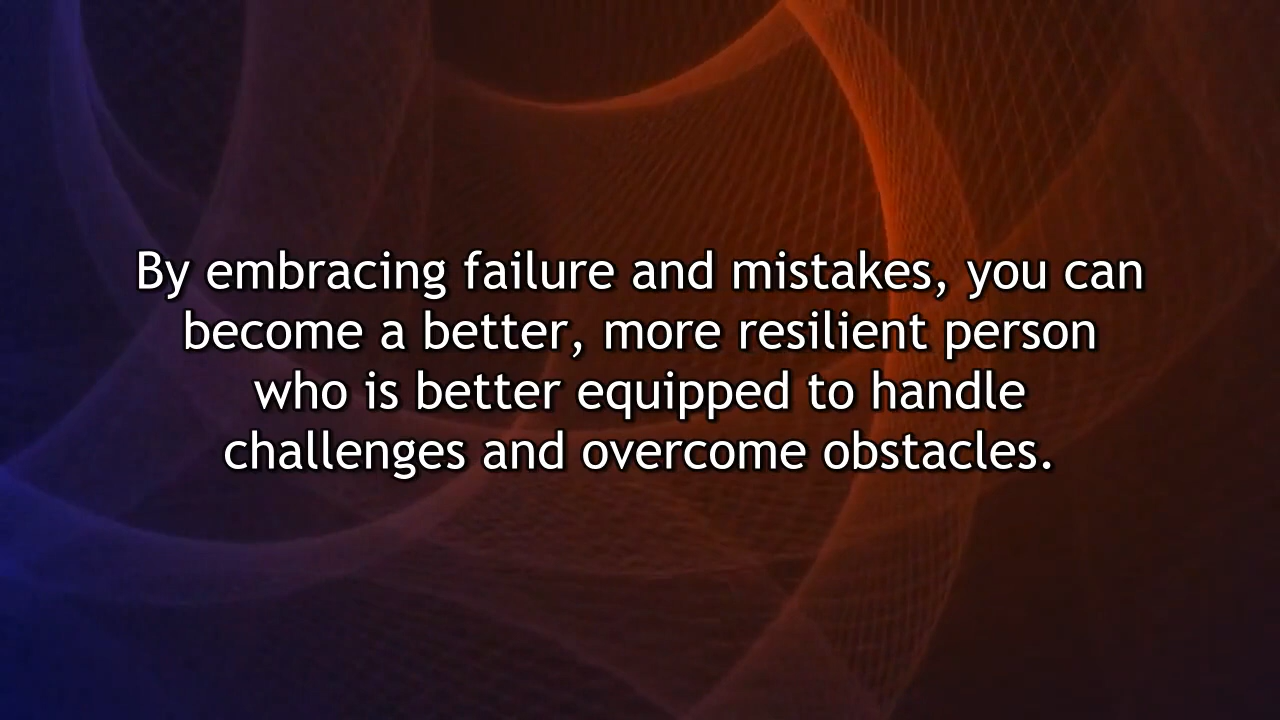 By embracing failure and mistakes, you can
become a better, more resilient person
who is better equipped to handle
challenges and overcome obstacles.